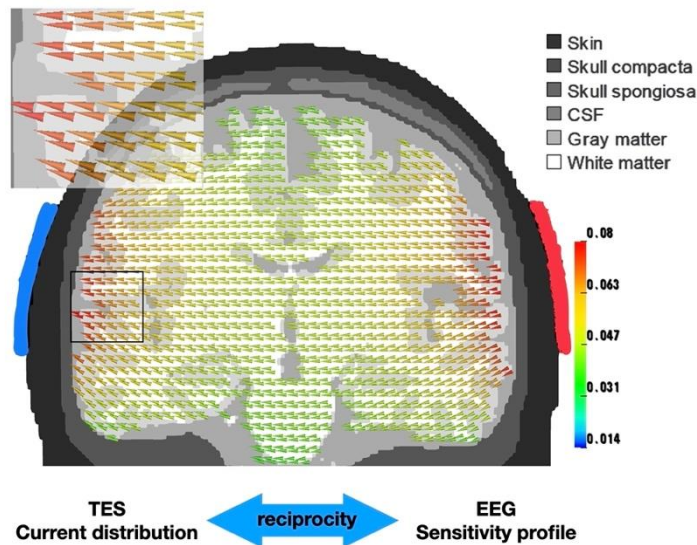 Skin
Skull compacta
Skull spongiosa
CSF
Gray matter
White matter
0.08
0.063
0.047
0.031
0.014
TES
Current distribution
reciprocity
EEG
Sensitivity profile